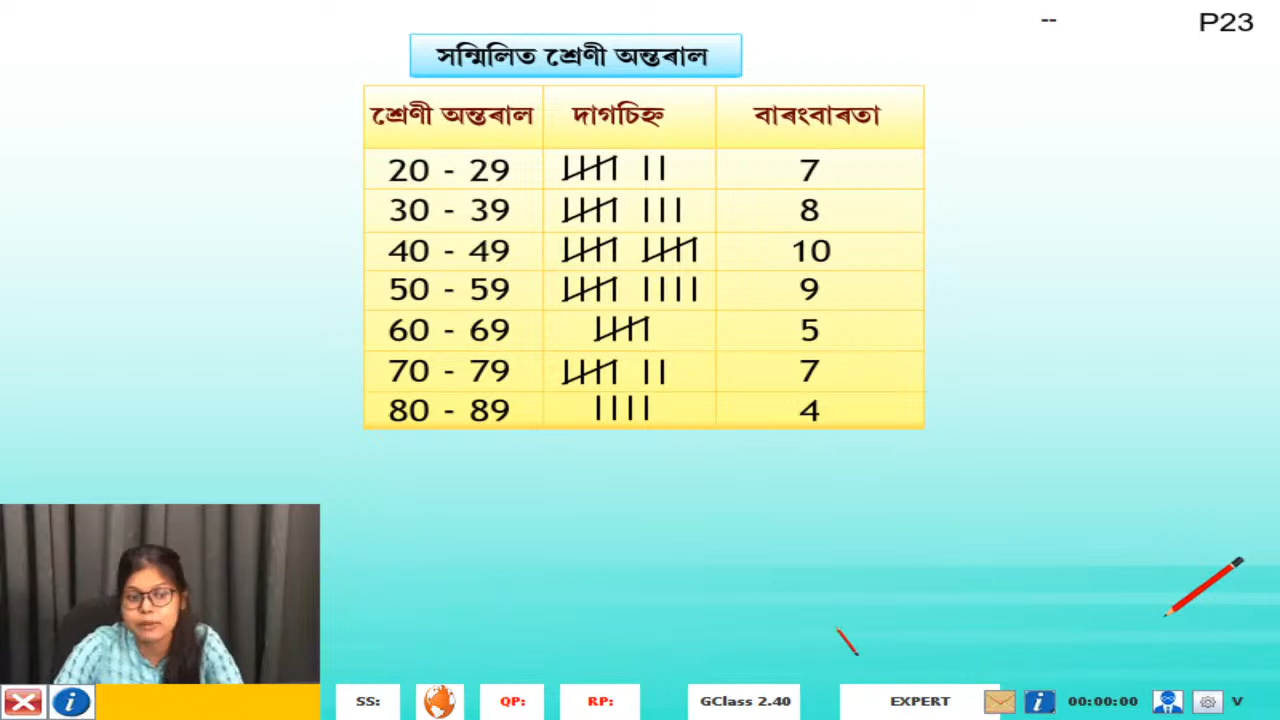 -- P23
সন্মিলিত শ্ৰেণী অন্তৰাল
শ্ৰেণী অন্তৰাল দাগচিহ্ন বাৰংবাৰতা
20 - 29 7
30 - 39 8
40 - 49 10
50 - 59 9
60 - 69 5
70 - 79 7
80 - 89 4
SS: QP: RP: GClass 2.40 EXPERT 00:00:00 V